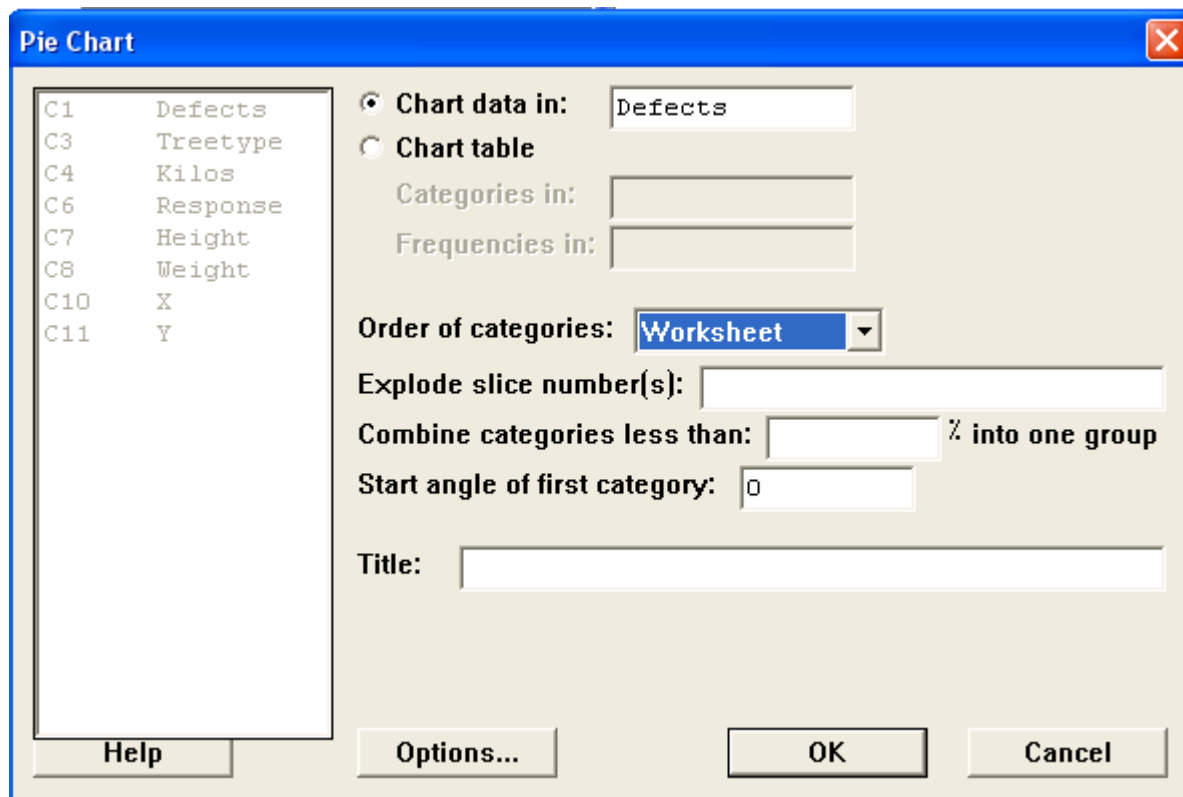 Pie Chart
C1 Defects
C3 Treetype
C4 Kilos
C6 Response
C7 Height
C8 Weight
C10 X
C11 Y
Chart data in: Defects
Chart table
Categories in:
Frequencies in:
Order of categories: Worksheet
Explode slice number(s):
Combine categories less than: % into one group
Start angle of first category: 0
Title:
Help Options... OK Cancel